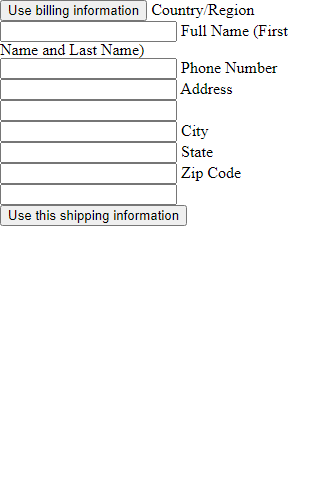 Use billing information Country/Region
Full Name (First
Name and Last Name)
Phone Number
Address
City
State
Zip Code
Use this shipping information